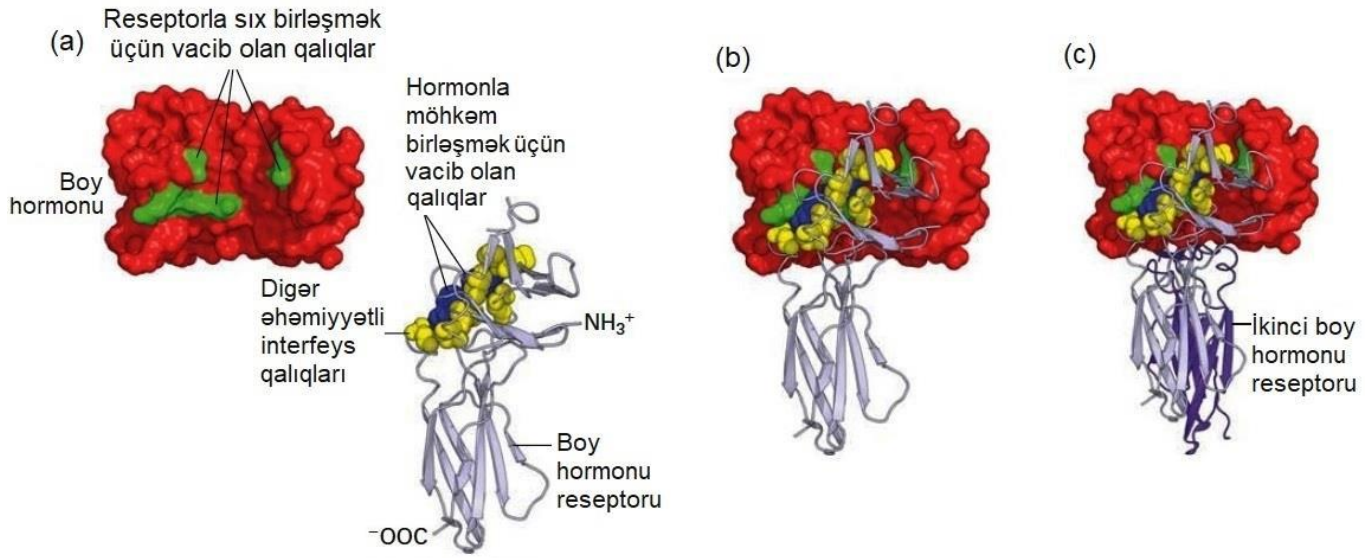 (a)
Reseptorla sıx birləşmək
üçün vacib olan qalıqlar
Boy
hormonu
Hormonla
möhkəm
birləşmək üçün
vacib olan
qalıqlar
Digər
əhəmiyyətli
interfeys
qalıqları
NH₃⁺
Boy
hormonu
reseptoru
⁻OOC
(b)
(c)
İkinci boy
hormonu
reseptoru